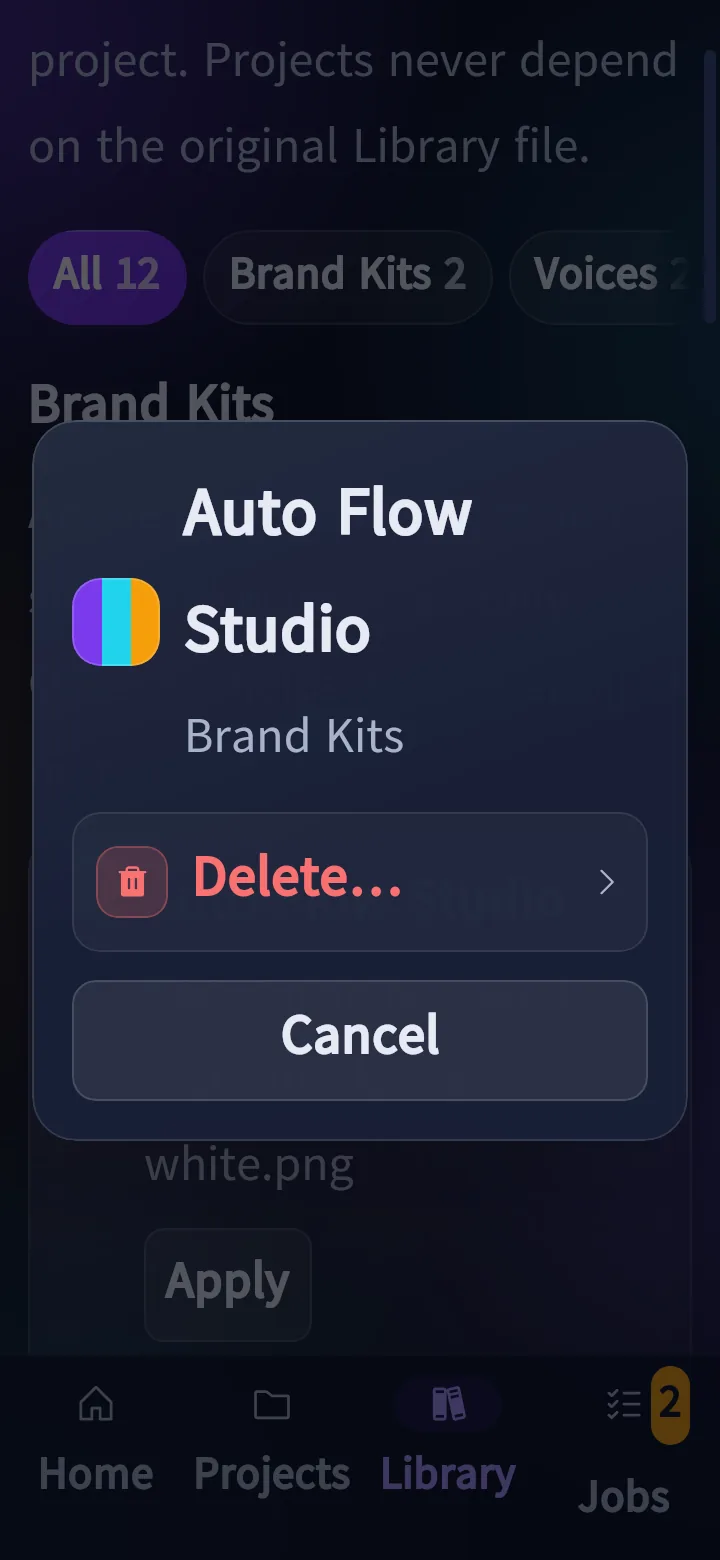 project. Projects never depend
on the original Library file.
All 12
Brand Kits 2
Voices 2
Brand Kits
Auto Flow
Studio
Brand Kits
Delete...
Cancel
white.png
Apply
Home
Projects
Library
2
Jobs